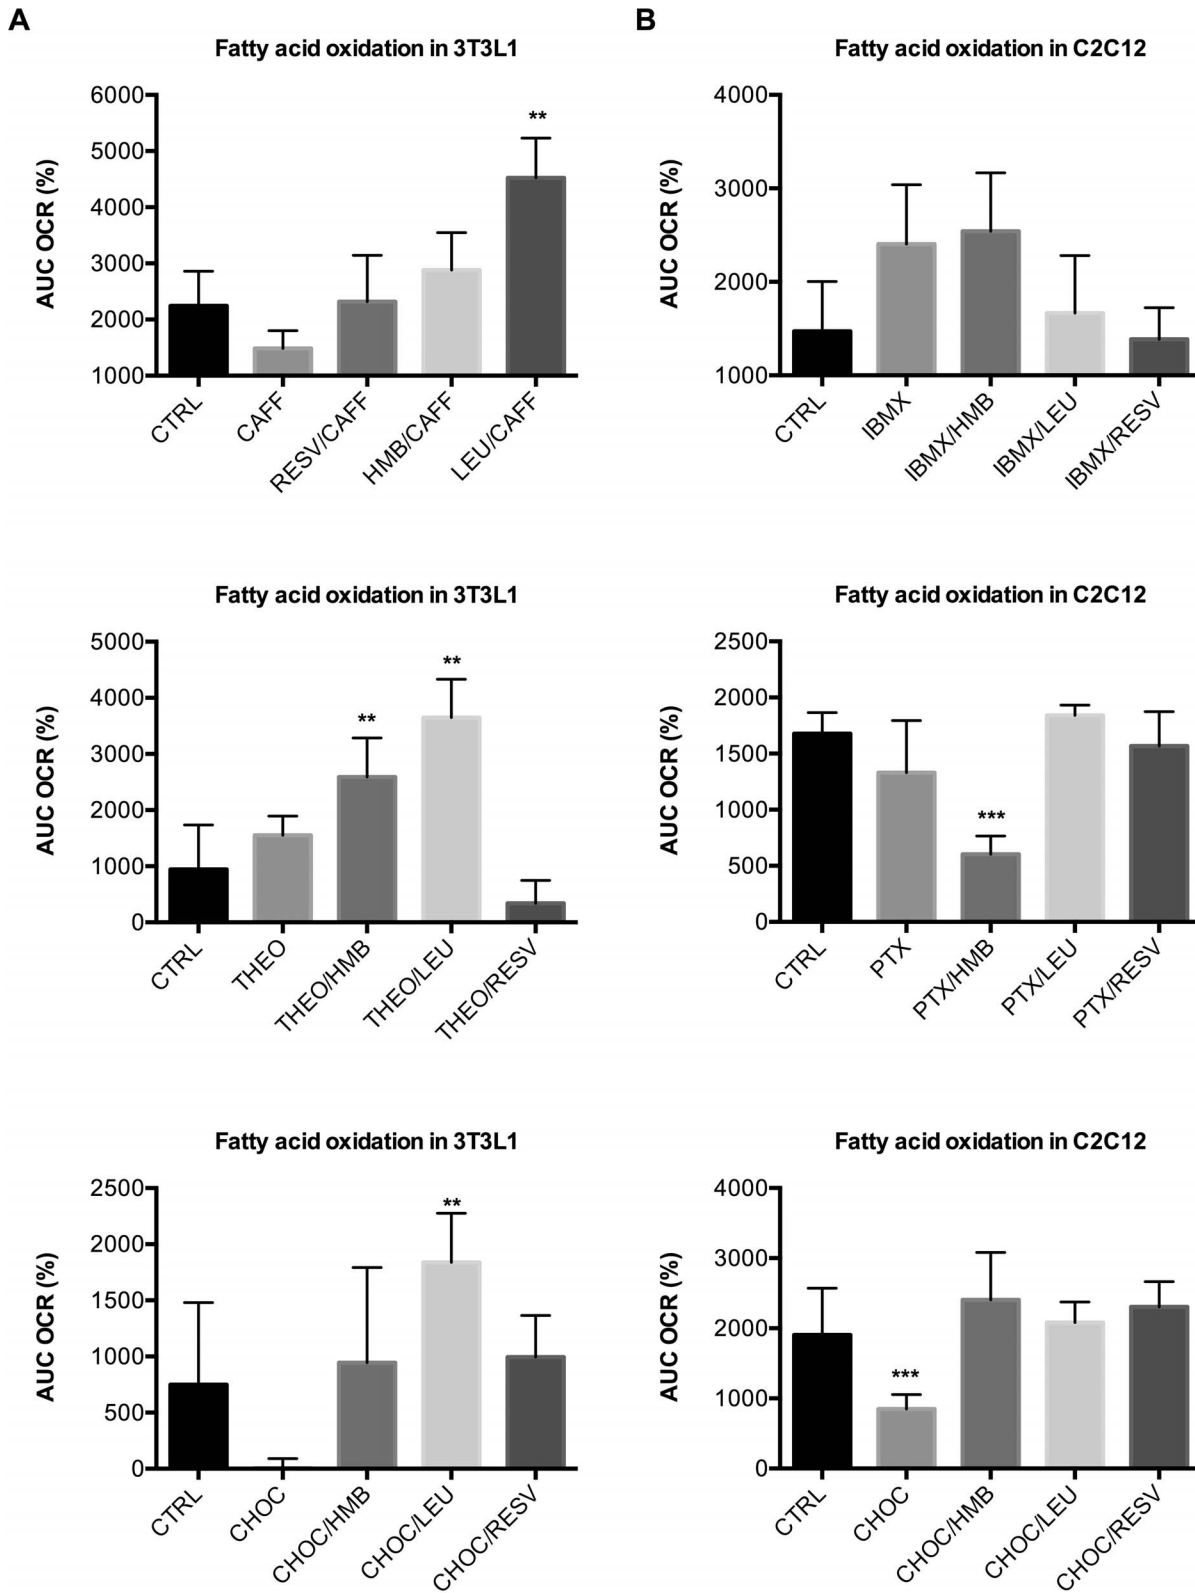 A
Fatty acid oxidation in 3T3L1
AUC OCR (%)
6000
5000
4000
3000
2000
1000
**
CTRL
CAFF
RESV/CAFF
HMB/CAFF
LEU/CAFF
B
Fatty acid oxidation in C2C12
AUC OCR (%)
4000
3000
2000
1000
CTRL
IBMX
IBMX/HMB
IBMX/LEU
IBMX/RESV
Fatty acid oxidation in 3T3L1
AUC OCR (%)
5000
4000
3000
2000
1000
0
**
**
CTRL
THEO
THEO/HMB
THEO/LEU
THEO/RESV
Fatty acid oxidation in C2C12
AUC OCR (%)
2500
2000
1500
1000
500
0
***
CTRL
PTX
PTX/HMB
PTX/LEU
PTX/RESV
Fatty acid oxidation in 3T3L1
AUC OCR (%)
2500
2000
1500
1000
500
0
**
CTRL
CHOC
CHOC/HMB
CHOC/LEU
CHOC/RESV
Fatty acid oxidation in C2C12
AUC OCR (%)
4000
3000
2000
1000
0
***
CTRL
CHOC
CHOC/HMB
CHOC/LEU
CHOC/RESV